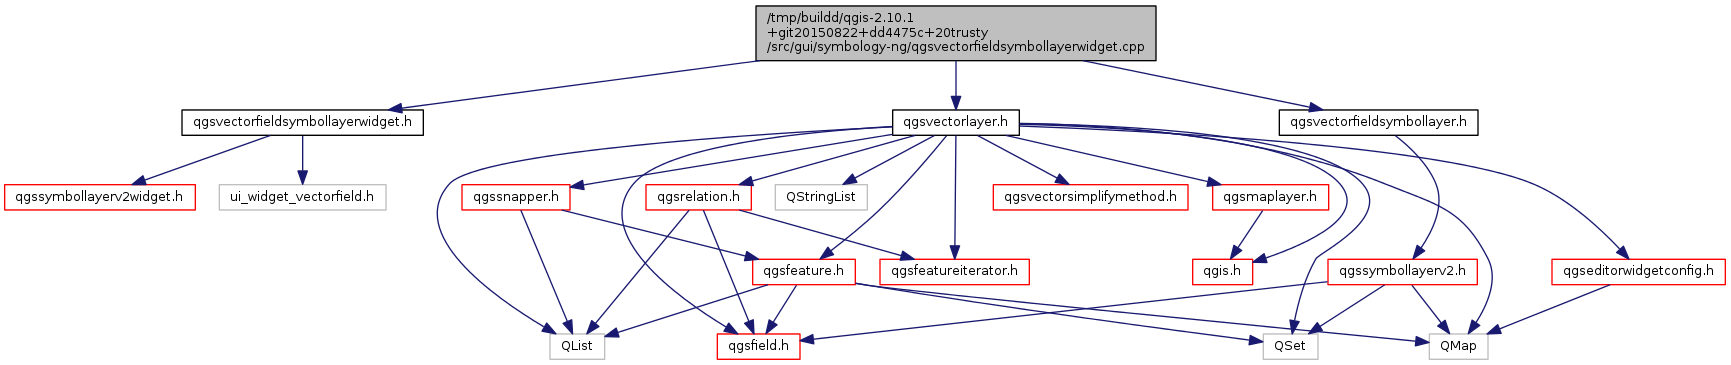 /tmp/buildd/qgis-2.10.1
+git20150822+dd4475c+20trusty
/src/gui/symbology-ng/qgsvectorfieldsymbollayerwidget.cpp
qgsvectorfieldsymbollayerwidget.h
qgsvectorlayer.h
qgsvectorfieldsymbollayer.h
qgssymbollayerv2widget.h
ui_widget_vectorfield.h
qgssnapper.h
qgsrelation.h
QStringList
qgsvectorsimplifymethod.h
qgsmaplayer.h
qgsfeature.h
qgsfeatureiterator.h
qgis.h
qgssymbollayerv2.h
qgseditorwidgetconfig.h
QList
qgsfield.h
QSet
QMap